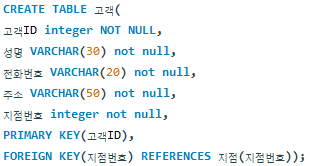 CREATE TABLE 고객(
고객ID integer NOT NULL,
성명 VARCHAR(30) not null,
전화번호 VARCHAR(20) not null,
주소 VARCHAR(50) not null,
지점번호 integer not null,
PRIMARY KEY(고객ID),
FOREIGN KEY(지점번호) REFERENCES 지점(지점번호));